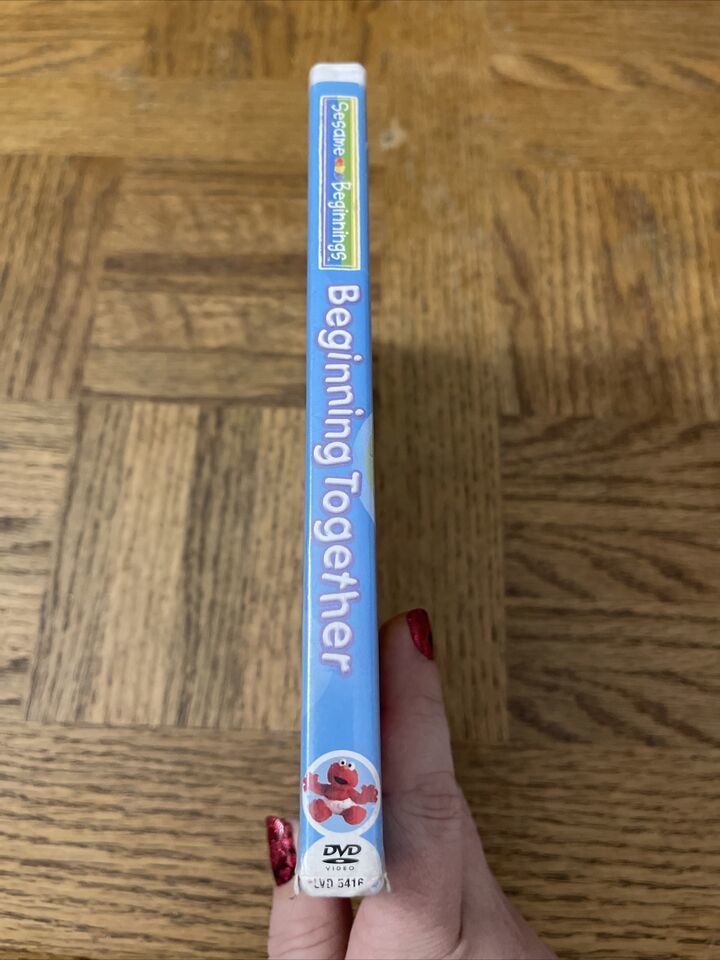 Sesame Beginnings
Beginning Together
DVD
VIDEO
LVD 5416